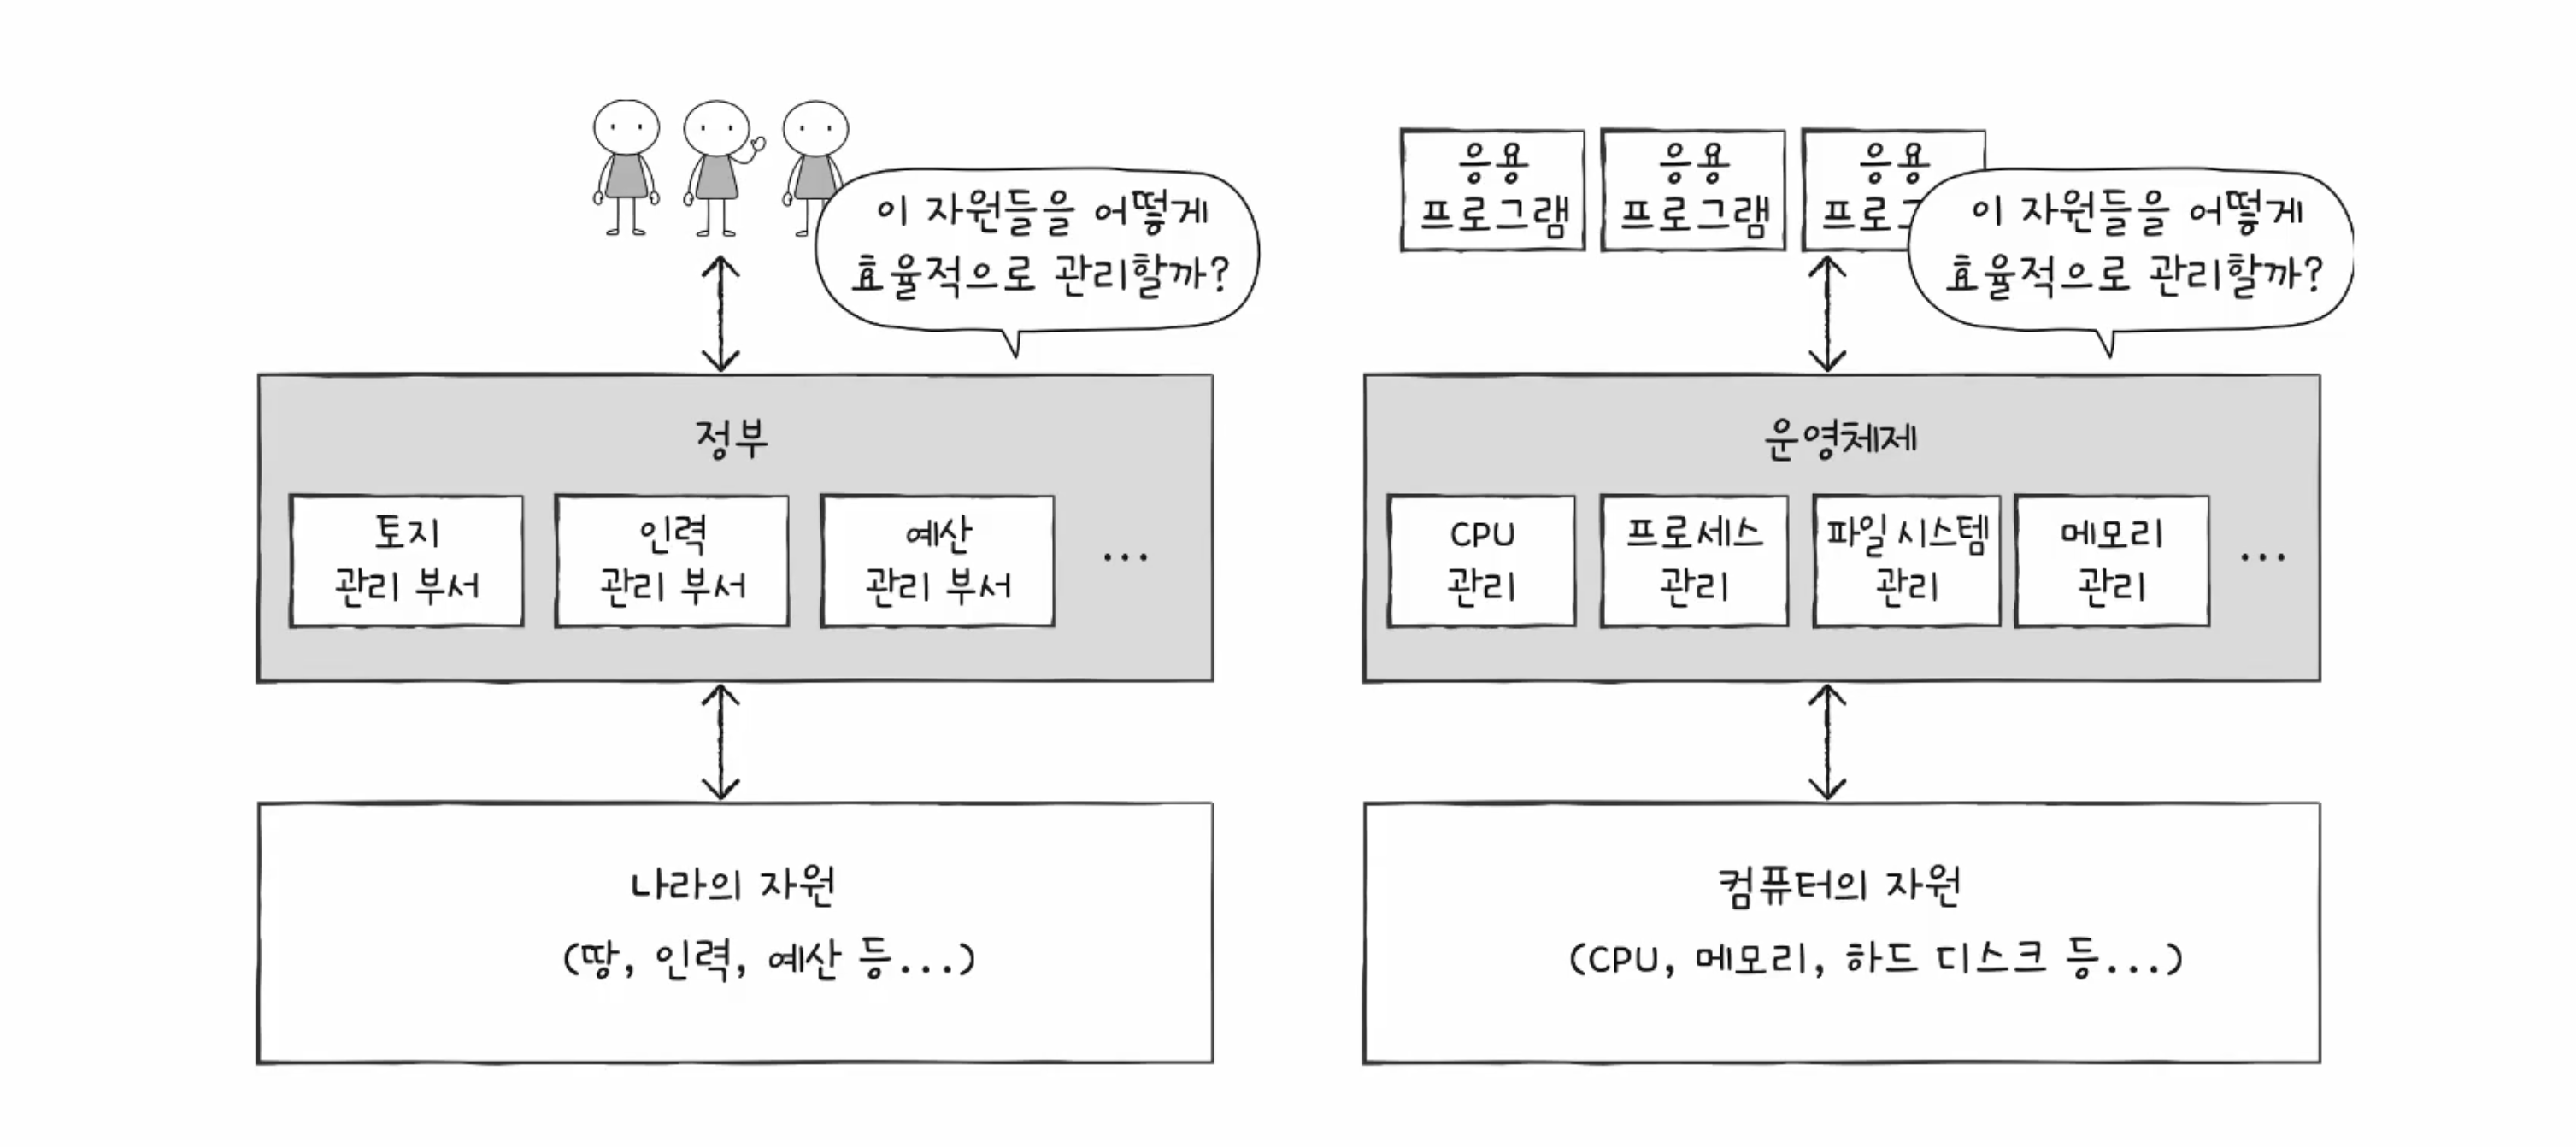 이 자원들을 어떻게
효율적으로 관리할까?
정부
토지
관리 부서
인력
관리 부서
예산
관리 부서
...
나라의 자원
(땅, 인력, 예산 등...)
응용
프로그램
응용
프로그램
응용
프로그
이 자원들을 어떻게
효율적으로 관리할까?
운영체제
CPU
관리
프로세스
관리
파일 시스템
관리
메모리
관리
...
컴퓨터의 자원
(CPU, 메모리, 하드 디스크 등...)